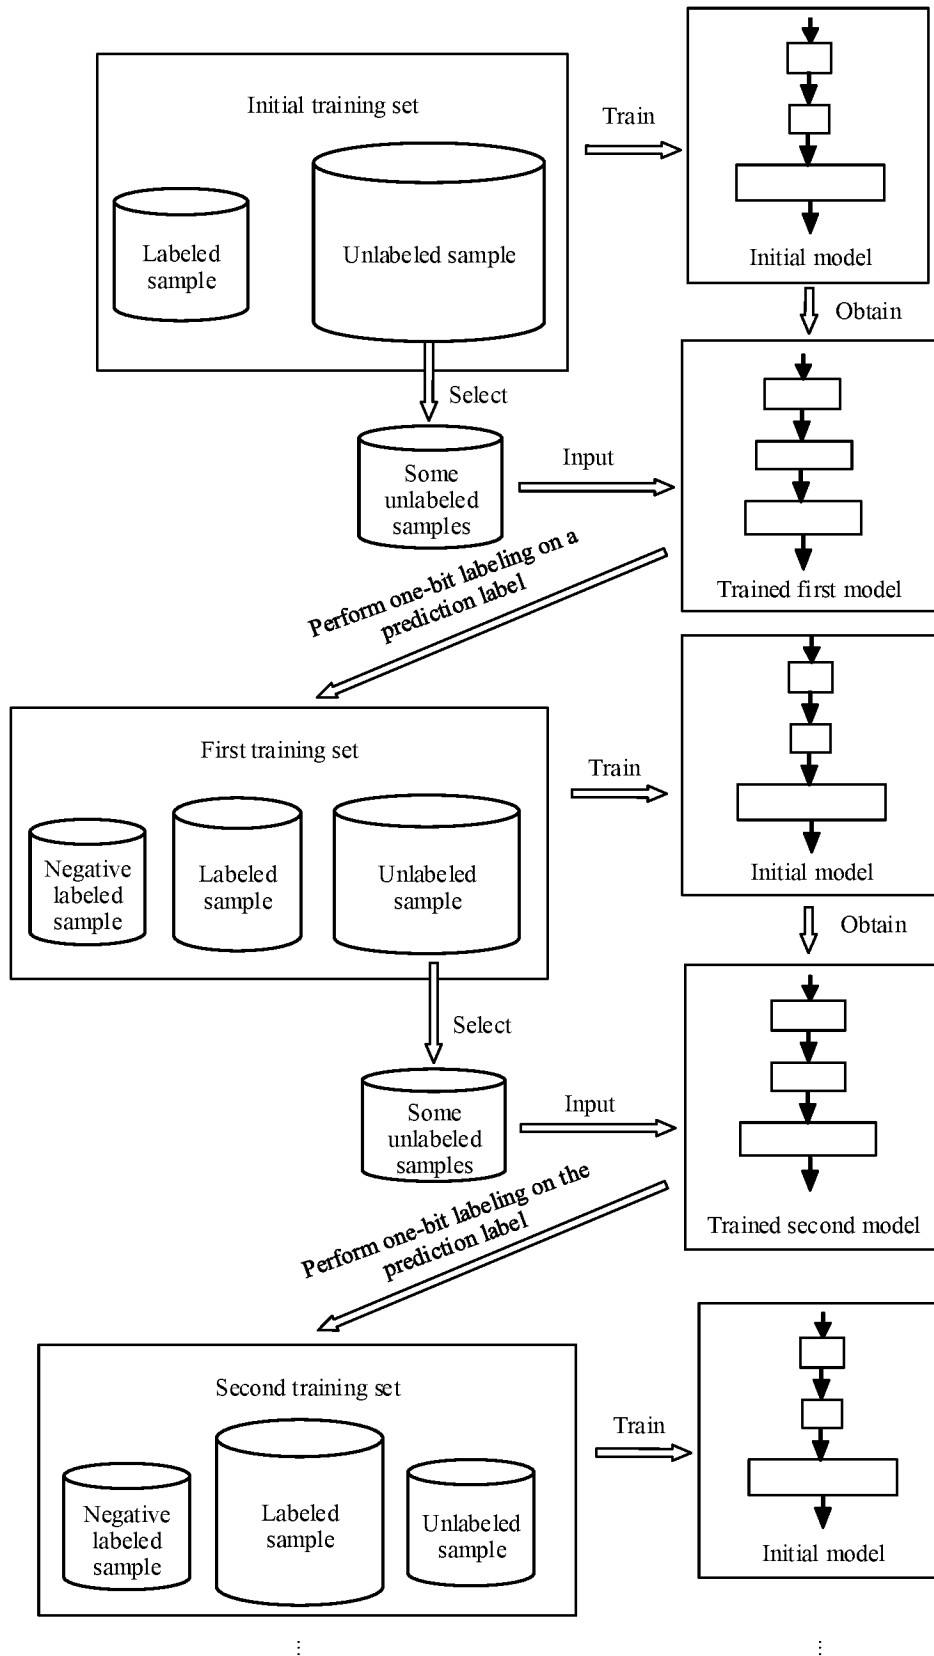 Initial training set
Train
Labeled
sample
Unlabeled sample
Initial model
Obtain
Select
Some
unlabeled
samples
Input
Trained first model
Perform one-bit labeling on a
prediction label
First training set
Train
Negative
labeled
sample
Labeled
sample
Unlabeled
sample
Initial model
Obtain
Select
Some
unlabeled
samples
Input
Trained second model
Perform one-bit labeling on the
prediction label
Second training set
Train
Negative
labeled
sample
Labeled
sample
Unlabeled
sample
Initial model
⋮
⋮